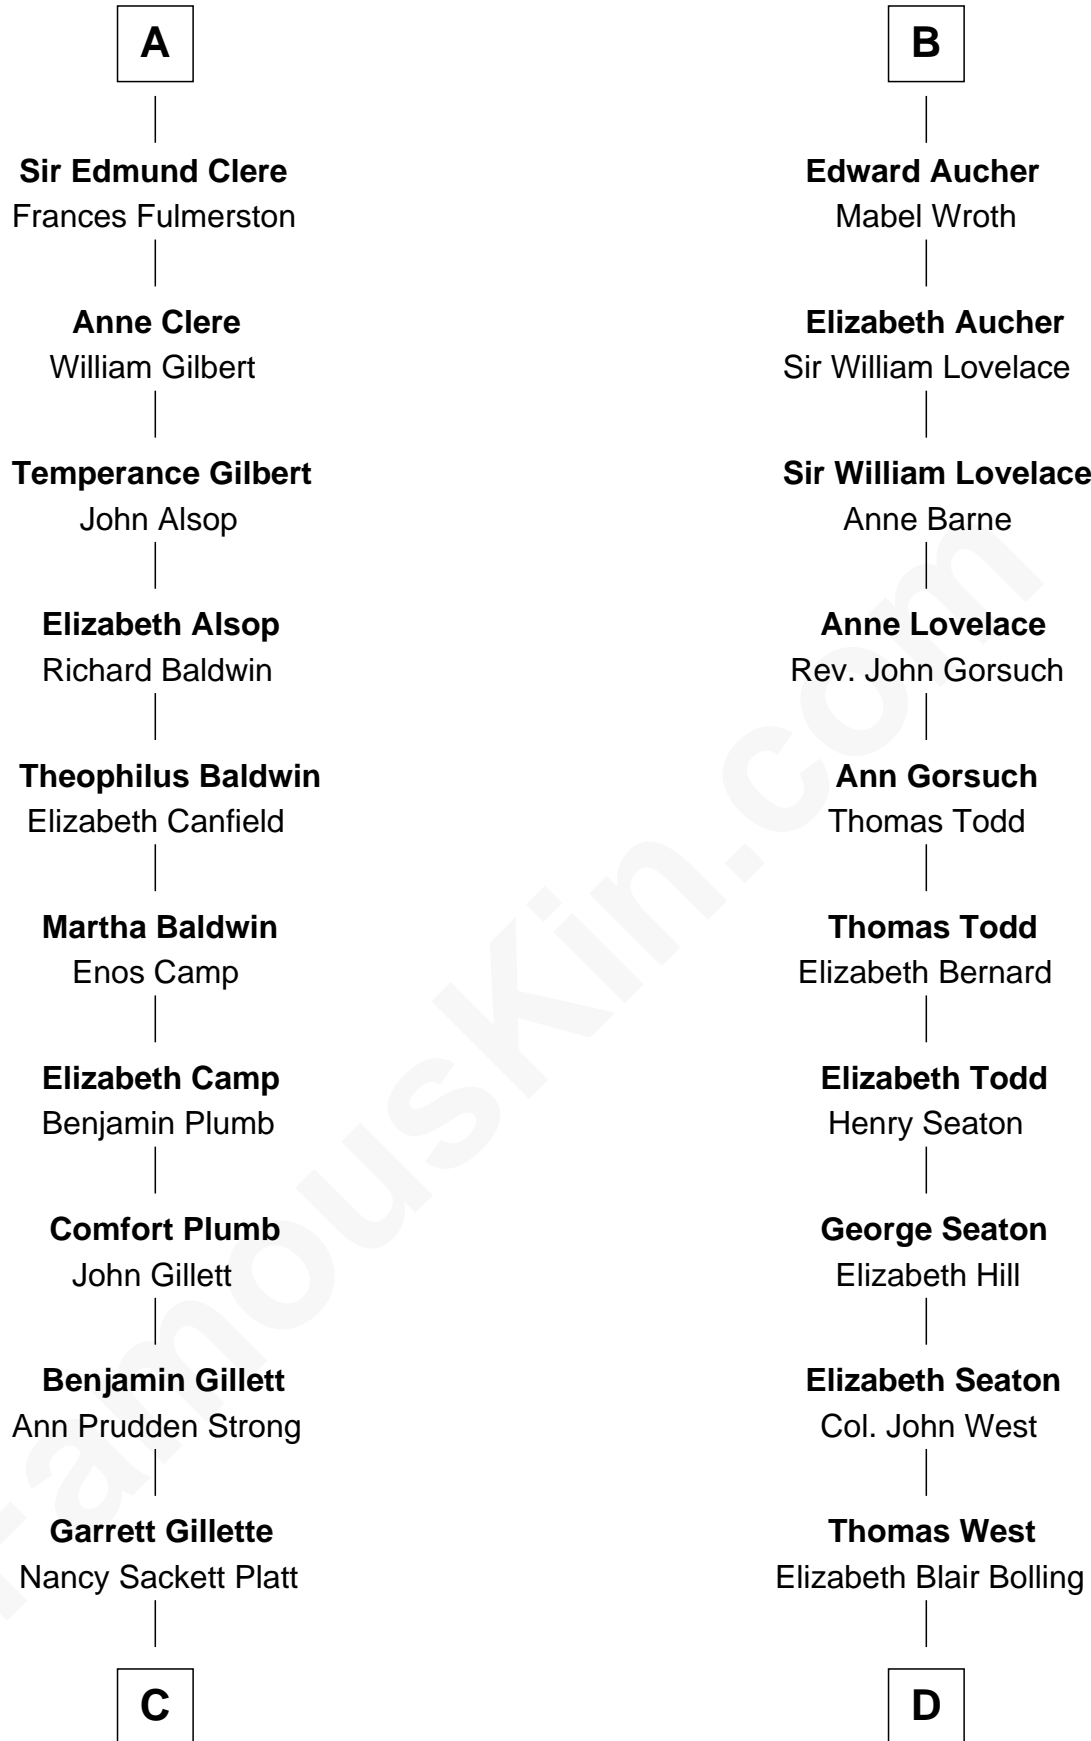 A
Sir Edmund Clere
Frances Fulmerston
Anne Clere
William Gilbert
Temperance Gilbert
John Alsop
Elizabeth Alsop
Richard Baldwin
Theophilus Baldwin
Elizabeth Canfield
Martha Baldwin
Enos Camp
Elizabeth Camp
Benjamin Plumb
Comfort Plumb
John Gillett
Benjamin Gillett
Ann Prudden Strong
Garrett Gillette
Nancy Sackett Platt
C
B
Edward Aucher
Mabel Wroth
Elizabeth Aucher
Sir William Lovelace
Sir William Lovelace
Anne Barne
Anne Lovelace
Rev. John Gorsuch
Ann Gorsuch
Thomas Todd
Thomas Todd
Elizabeth Bernard
Elizabeth Todd
Henry Seaton
George Seaton
Elizabeth Hill
Elizabeth Seaton
Col. John West
Thomas West
Elizabeth Blair Bolling
D
FamousKin.com